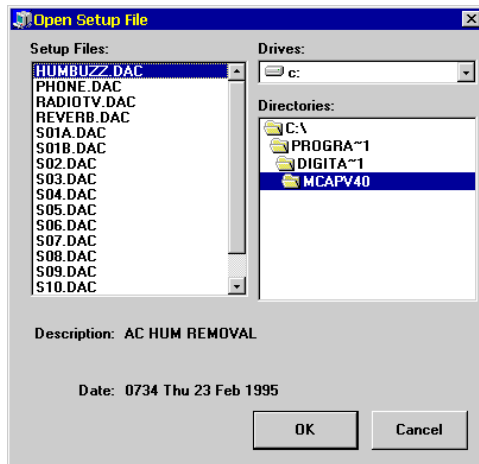 Open Setup File
Setup Files:
HUMBUZZ.DAC
PHONE.DAC
RADIOTV.DAC
REVERB.DAC
S01A.DAC
S01B.DAC
S02.DAC
S03.DAC
S04.DAC
S05.DAC
S06.DAC
S07.DAC
S08.DAC
S09.DAC
S10.DAC
Drives:
c:
Directories:
C:\
PROGRA~1
DIGITA~1
MCAPV40
Description: AC HUM REMOVAL
Date: 0734 Thu 23 Feb 1995
OK Cancel